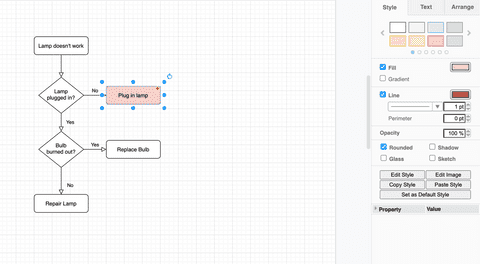 Style
Text
Arrange
Lamp doesn't work
Lamp
plugged in?
No
Plug in lamp
Yes
Bulb
burned out?
Yes
Replace Bulb
No
Repair Lamp
Fill
Gradient
Line
1 pt
Perimeter
0 pt
Opacity
100 %
Rounded
Shadow
Glass
Sketch
Edit Style
Edit Image
Copy Style
Paste Style
Set as Default Style
Property
Value